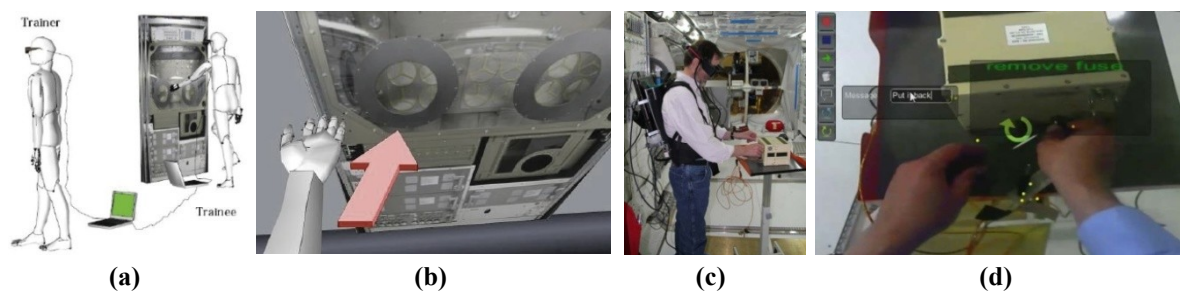 Trainer
Trainee
remove fuse
Message
Put it back
(a)
(b)
(c)
(d)